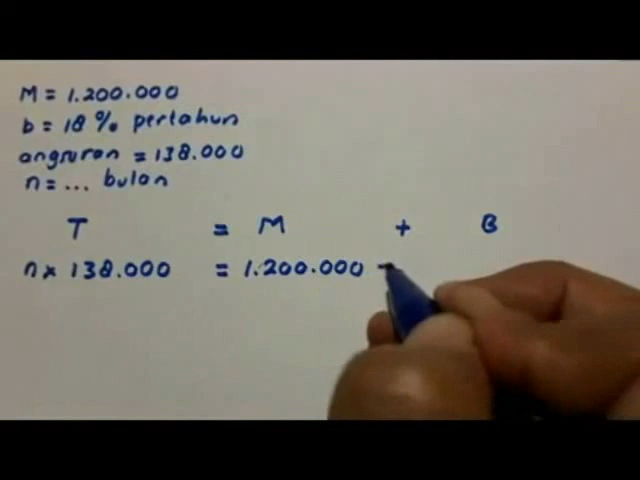 M = 1.200.000
b = 18% pertahun
angsuran = 138.000
n = ... bulan
T = M + B
n x 138.000 = 1.200.000